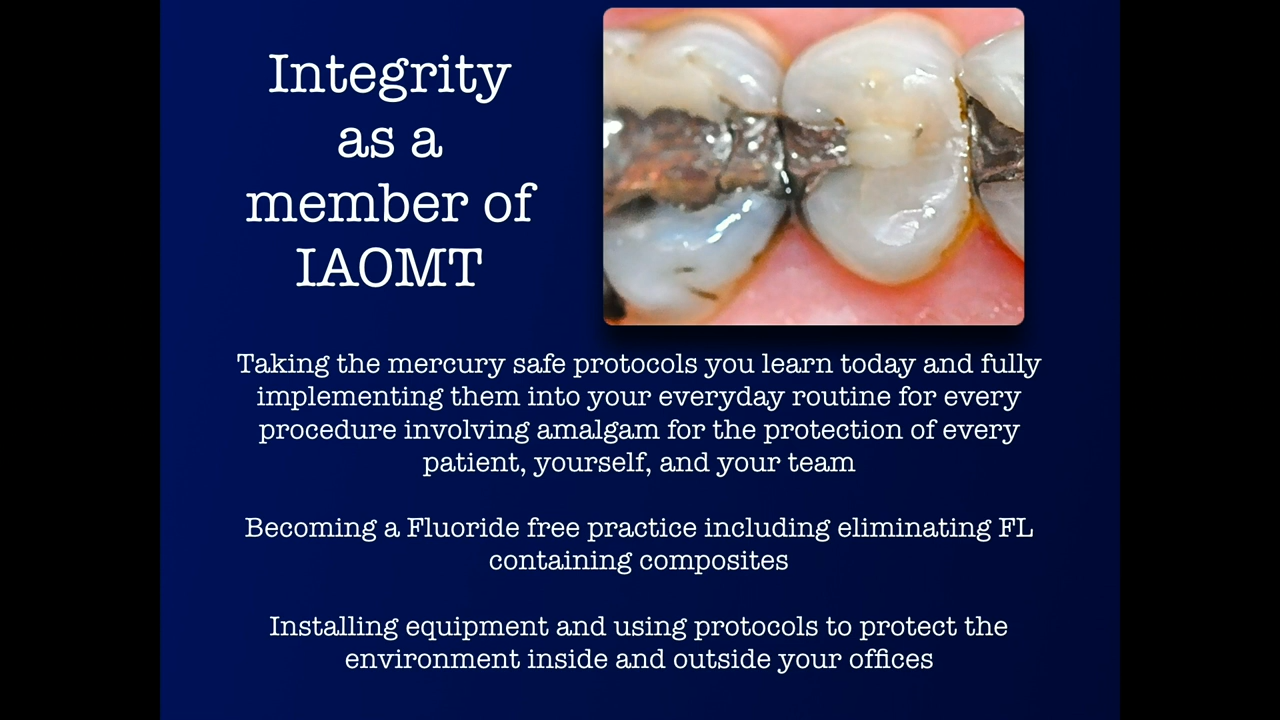 Integrity
as a
member of
IAOMT
Taking the mercury safe protocols you learn today and fully
implementing them into your everyday routine for every
procedure involving amalgam for the protection of every
patient, yourself, and your team
Becoming a Fluoride free practice including eliminating FL
containing composites
Installing equipment and using protocols to protect the
environment inside and outside your offices